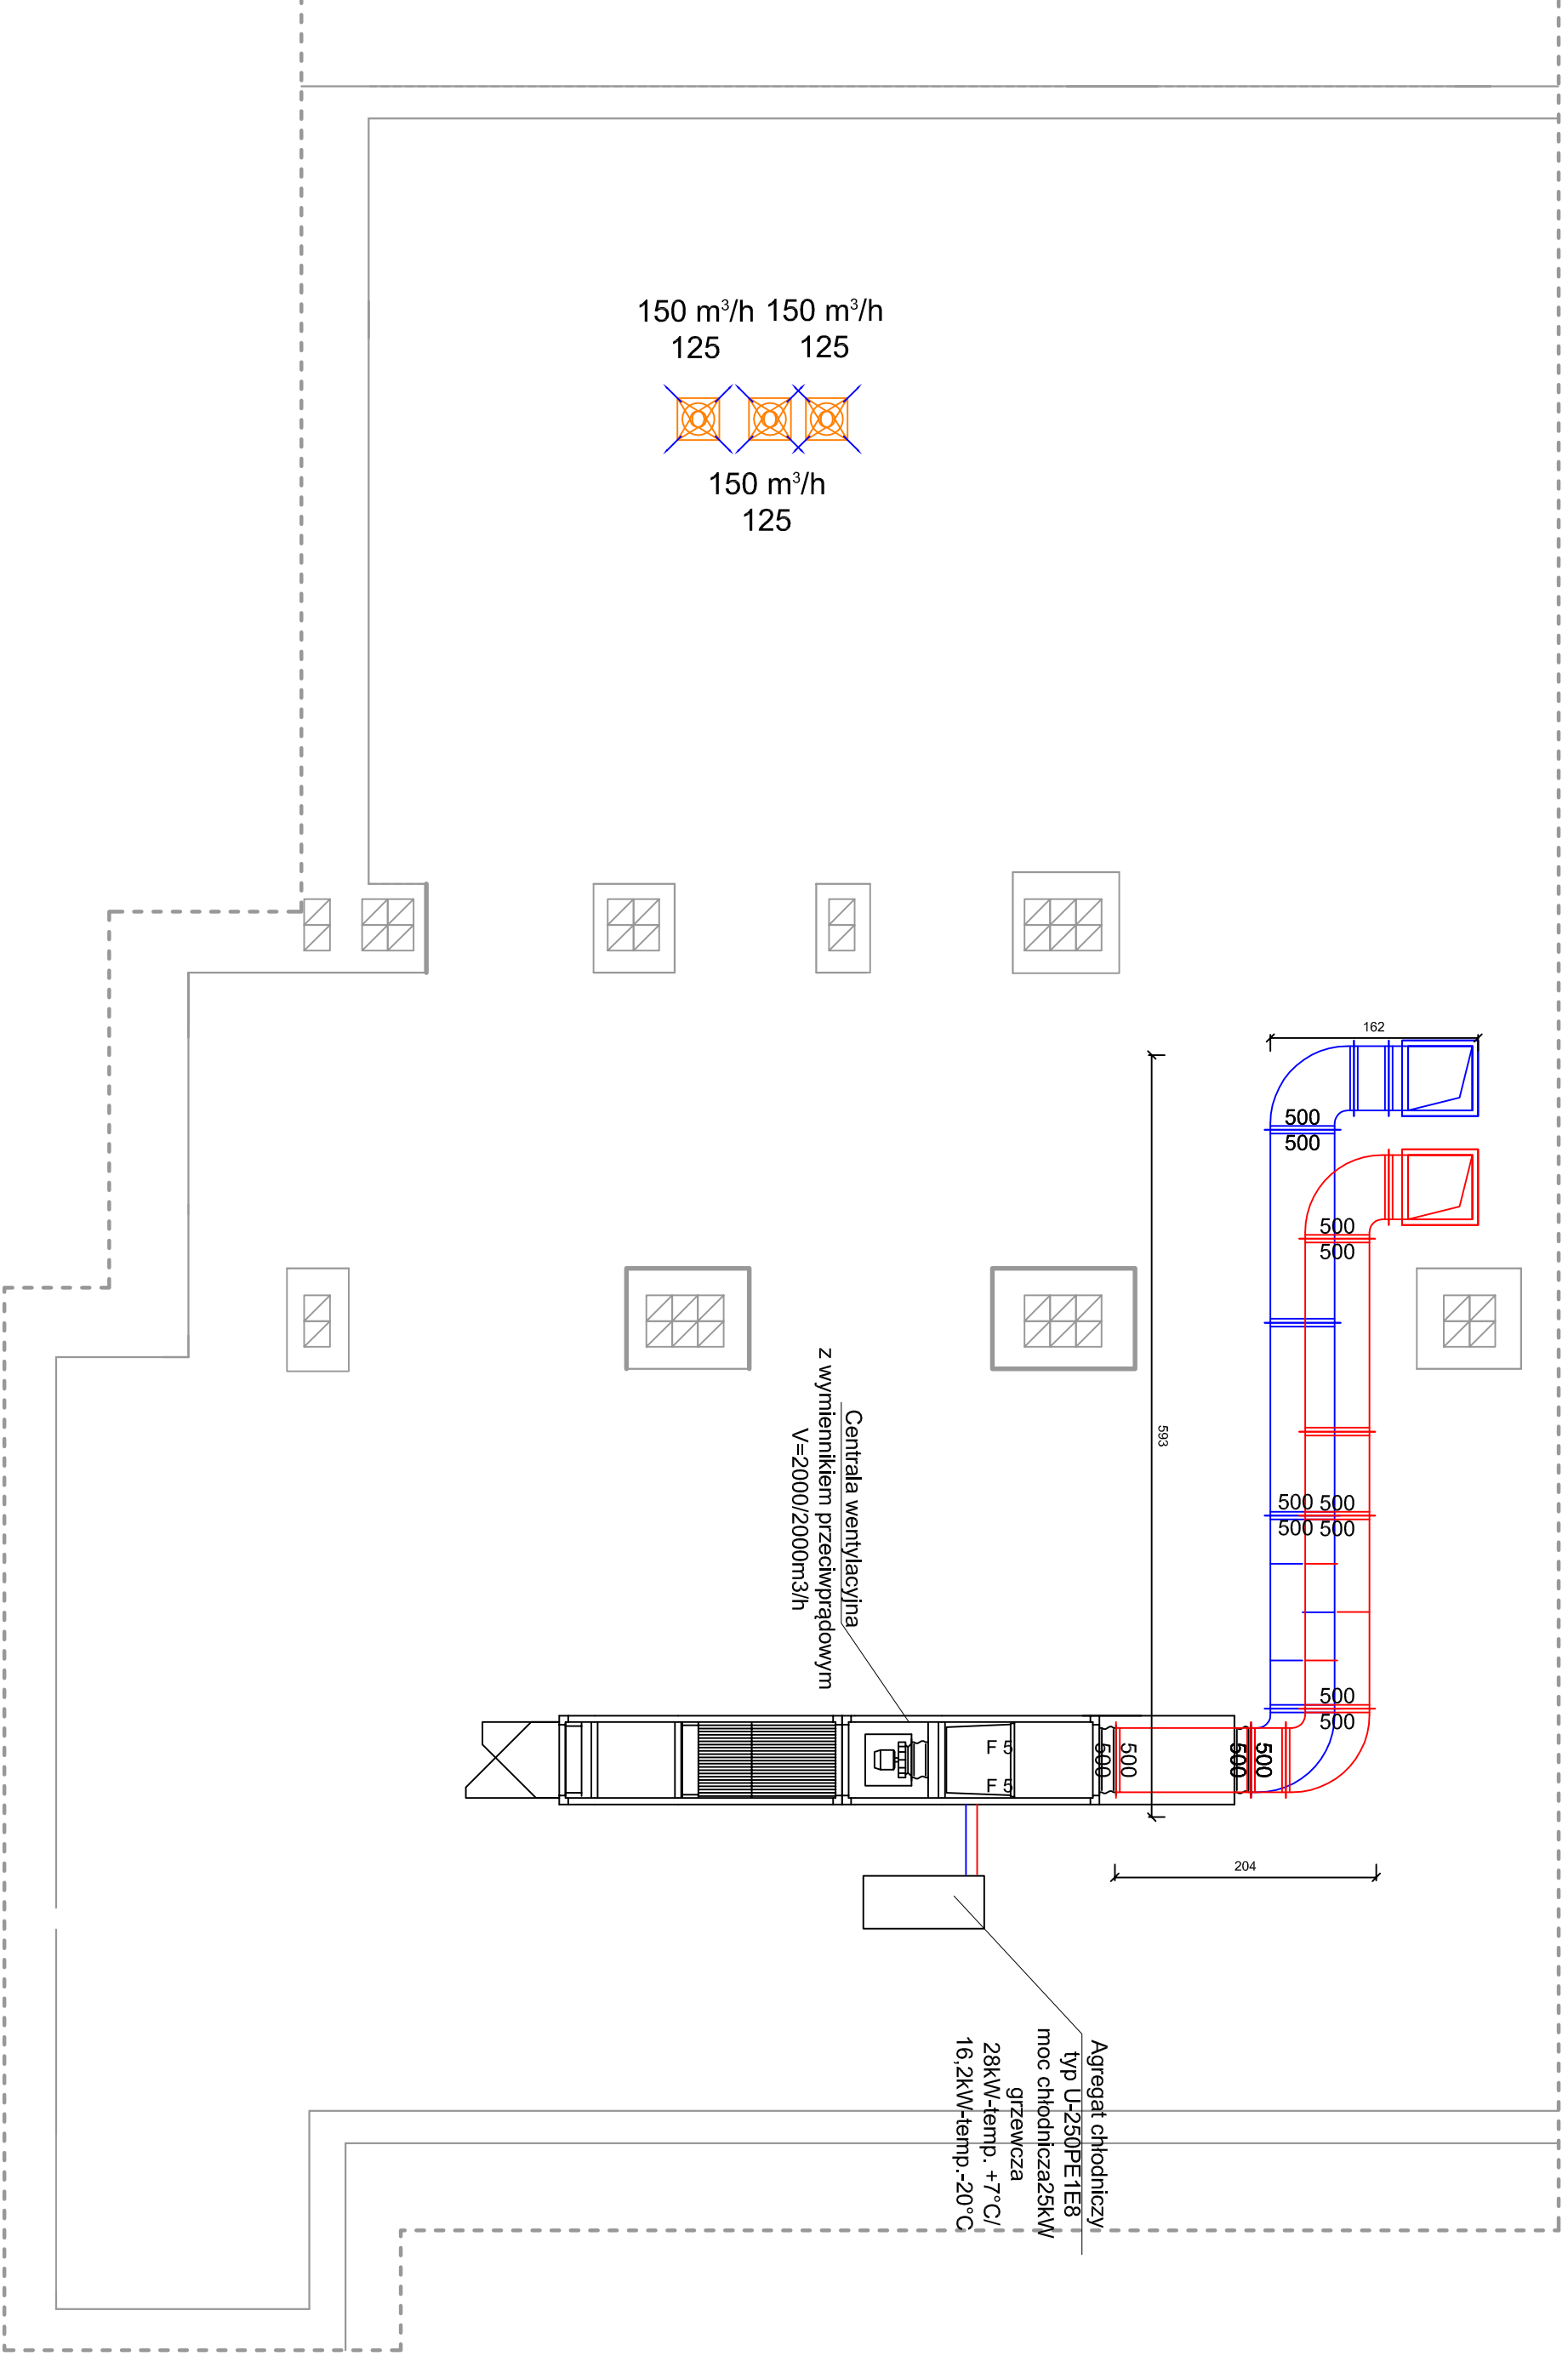 150 m³/h 150 m³/h
125 125
150 m³/h
125
162
500
500
500
500
593
Centrala wentylacyjna
z wymiennikiem przeciwprądowym
V=2000/2000m3/h
500 500
500 500
500
500
F 5
F 5
500
500
500
500
204
Agregat chłodniczy
typ U-250PE1E8
moc chłodnicza25kW
grzewcza
28kW-temp. +7°C/
16,2kW-temp.-20°C